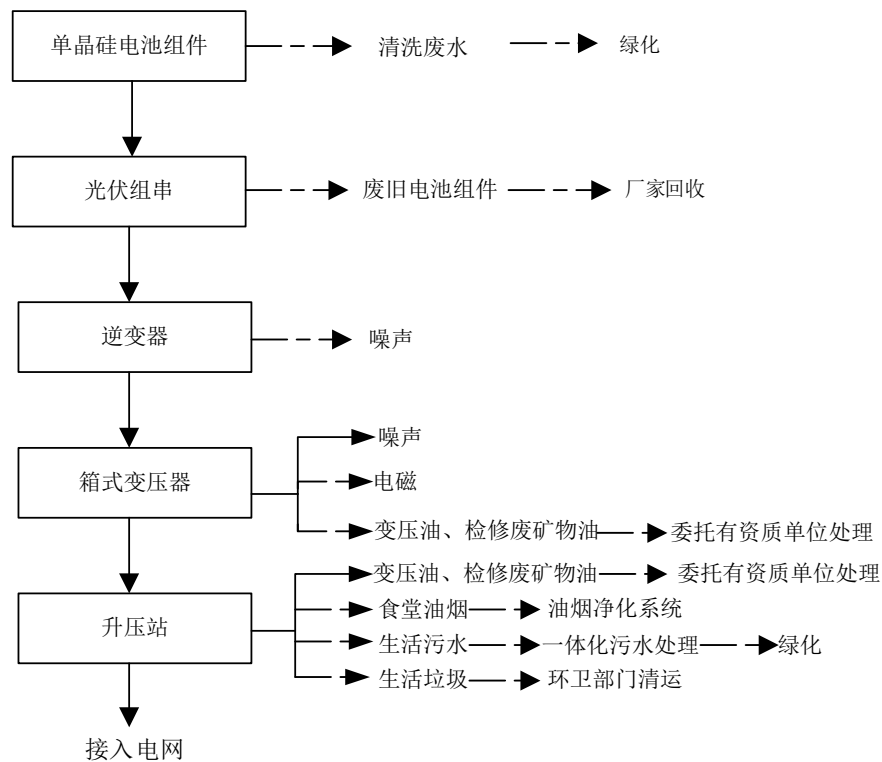 单晶硅电池组件 清洗废水 绿化
光伏组串 废旧电池组件 厂家回收
逆变器 噪声
噪声
箱式变压器 电磁
变压油、检修废矿物油 委托有资质单位处理
变压油、检修废矿物油 委托有资质单位处理
食堂油烟 油烟净化系统
升压站 生活污水 一体化污水处理 绿化
生活垃圾 环卫部门清运
接入电网